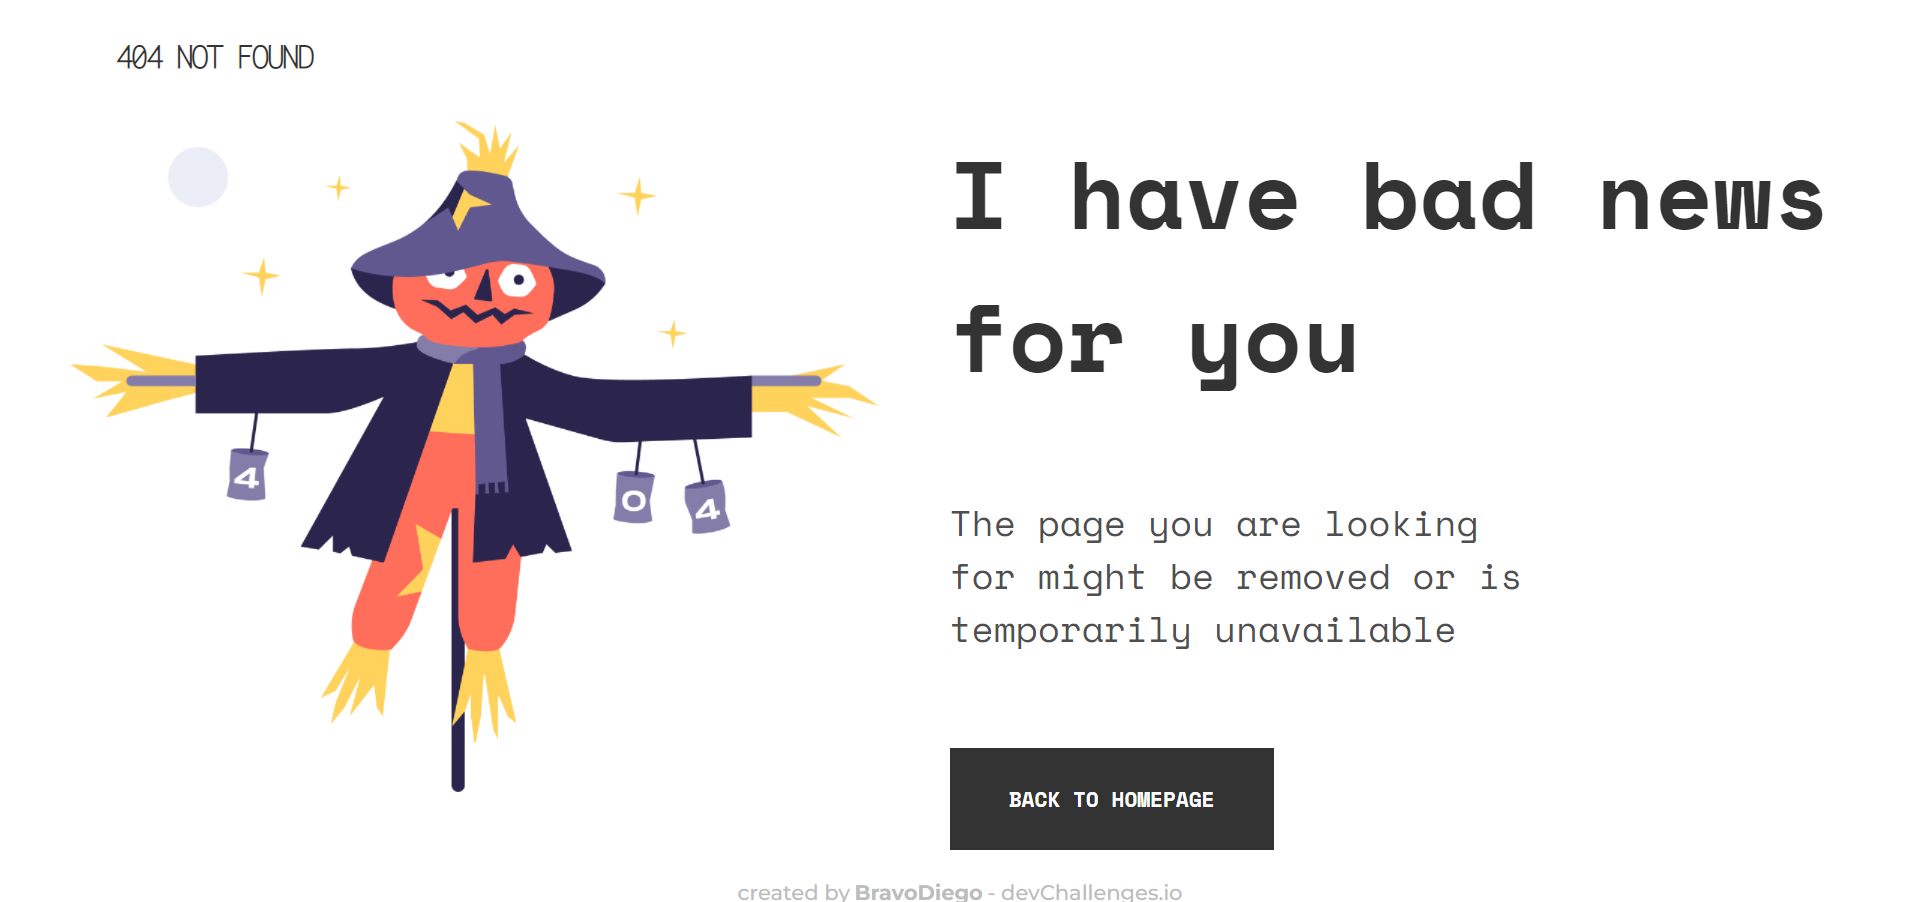 404 NOT FOUND
I have bad news
for you
4
0
4
The page you are looking
for might be removed or is
temporarily unavailable
BACK TO HOMEPAGE
created by BravoDiego - devChallenges.io